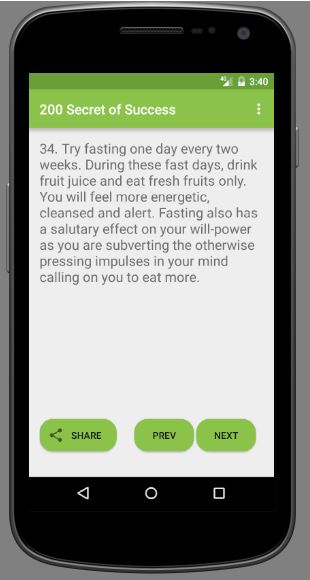 4G 3:40
200 Secret of Success
34. Try fasting one day every two
weeks. During these fast days, drink
fruit juice and eat fresh fruits only.
You will feel more energetic,
cleansed and alert. Fasting also has
a salutary effect on your will-power
as you are subverting the otherwise
pressing impulses in your mind
calling on you to eat more.
SHARE PREV NEXT